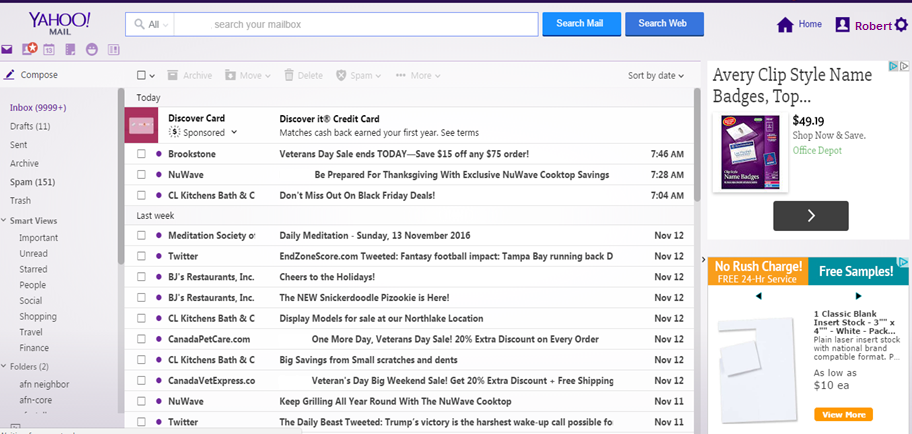 YAHOO!
MAIL
All
search your mailbox
Search Mail
Search Web
Home
Robert
Compose
Archive
Move
Delete
Spam
More
Sort by date
Inbox (9999+)
Drafts (11)
Sent
Archive
Spam (151)
Trash
Smart Views
Important
Unread
Starred
People
Social
Shopping
Travel
Finance
Folders (2)
afn neighbor
afn-core
Today
Discover Card Discover it® Credit Card
Sponsored Matches cash back earned your first year. See terms
Brookstone Veterans Day Sale ends TODAY—Save $15 off any $75 order! 7:46 AM
NuWave Be Prepared For Thanksgiving With Exclusive NuWave Cooktop Savings 7:28 AM
CL Kitchens Bath & C Don't Miss Out On Black Friday Deals! 7:04 AM
Last week
Meditation Society of Daily Meditation - Sunday, 13 November 2016 Nov 12
Twitter EndZoneScore.com Tweeted: Fantasy football impact: Tampa Bay running back D Nov 12
BJ's Restaurants, Inc. Cheers to the Holidays! Nov 12
BJ's Restaurants, Inc. The NEW Snickerdoodle Pizookie is Here! Nov 12
CL Kitchens Bath & C Display Models for sale at our Northlake Location Nov 12
CanadaPetCare.com One More Day, Veterans Day Sale! 20% Extra Discount on Every Order Nov 12
CL Kitchens Bath & C Big Savings from Small scratches and dents Nov 12
CanadaVetExpress.co Veteran's Day Big Weekend Sale! Get 20% Extra Discount + Free Shipping Nov 12
NuWave Keep Grilling All Year Round With The NuWave Cooktop Nov 11
Twitter The Daily Beast Tweeted: Trump's victory is the harshest wake-up call possible fo Nov 11
Avery Clip Style Name
Badges, Top...
$49.19
Shop Now & Save.
Office Depot
Name Badges
No Rush Charge!
FREE 24-Hr Service
Free Samples!
1 Classic Blank
Insert Stock - 3"" x
4"" - White - Pack...
Plain laser insert stock
with national brand
compatible format. P...
As low as
$10 ea
View More